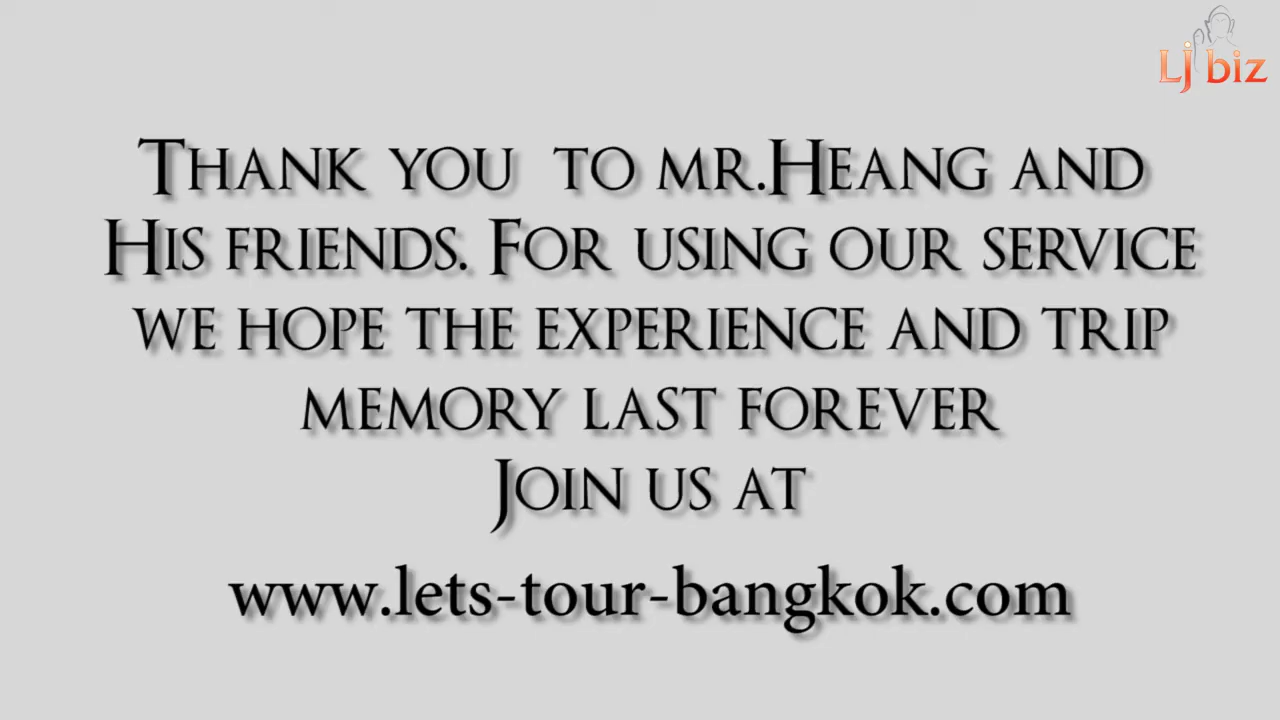 Lj biz
Thank you to mr.Heang and
His friends. For using our service
we hope the experience and trip
memory last forever
Join us at
www.lets-tour-bangkok.com